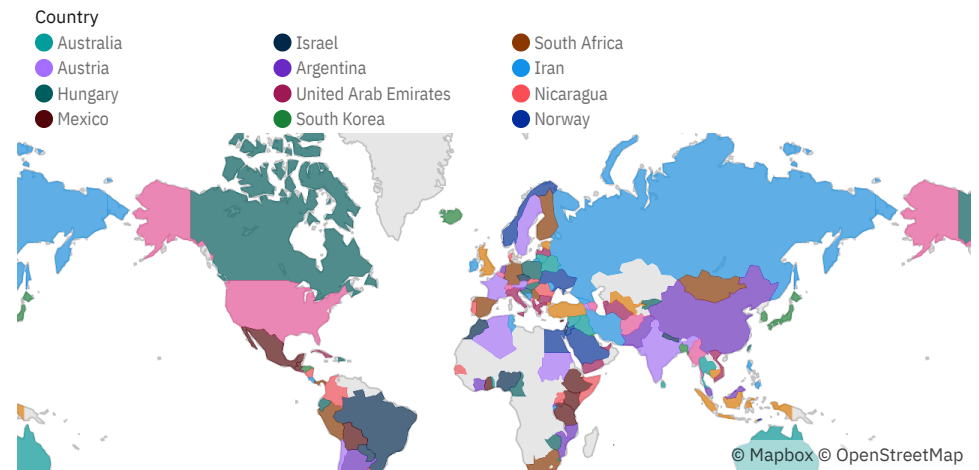 Country
Australia
Austria
Hungary
Mexico
Israel
Argentina
United Arab Emirates
South Korea
South Africa
Iran
Nicaragua
Norway
© Mapbox © OpenStreetMap